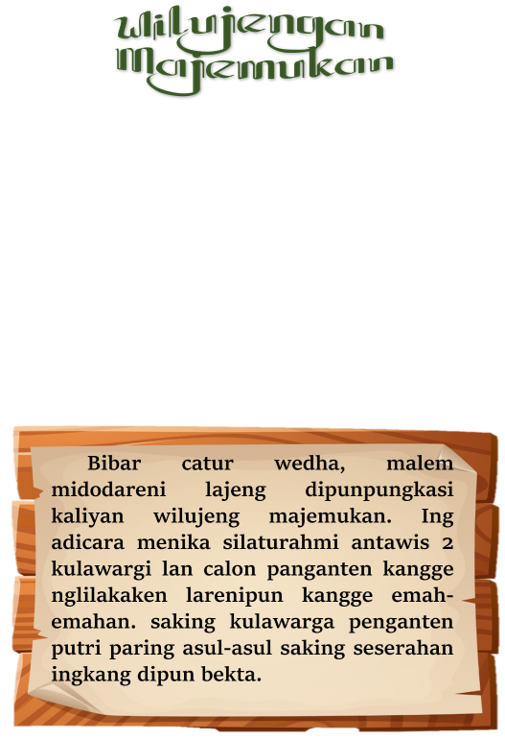 Wilujengan
Majemukan
Bibar catur wedha, malem
midodareni lajeng dipunpungkasi
kaliyan wilujeng majemukan. Ing
adicara menika silaturahmi antawis 2
kulawargi lan calon panganten kangge
nglilakaken larenipun kangge emah-
emahan. saking kulawarga penganten
putri paring asul-asul saking seserahan
ingkang dipun bekta.